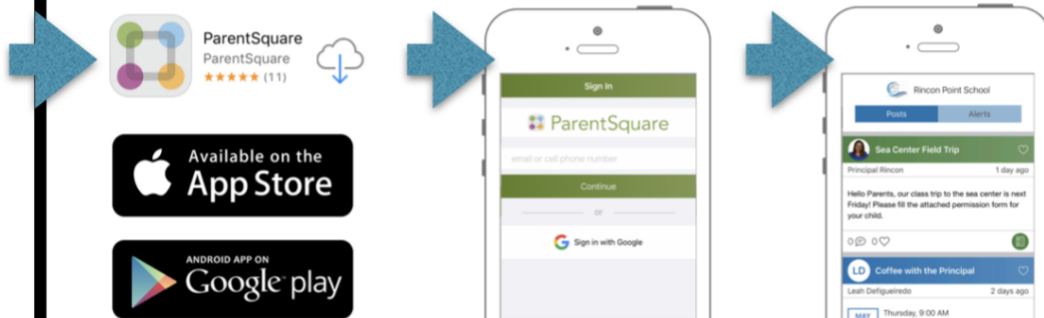 ParentSquare
ParentSquare
★★★★★ (11)
Available on the
App Store
ANDROID APP ON
Google play
Sign In
ParentSquare
email or cell phone number
Continue
or
Sign in with Google
Rincon Point School
Posts Alerts
Sea Center Field Trip
Principal Rincon 1 day ago
Hello Parents, our class trip to the sea center is next
Friday! Please fill the attached permission form for
your child.
0 0
LD Coffee with the Principal
Leah Defigueiredo 2 days ago
MAY Thursday, 9:00 AM